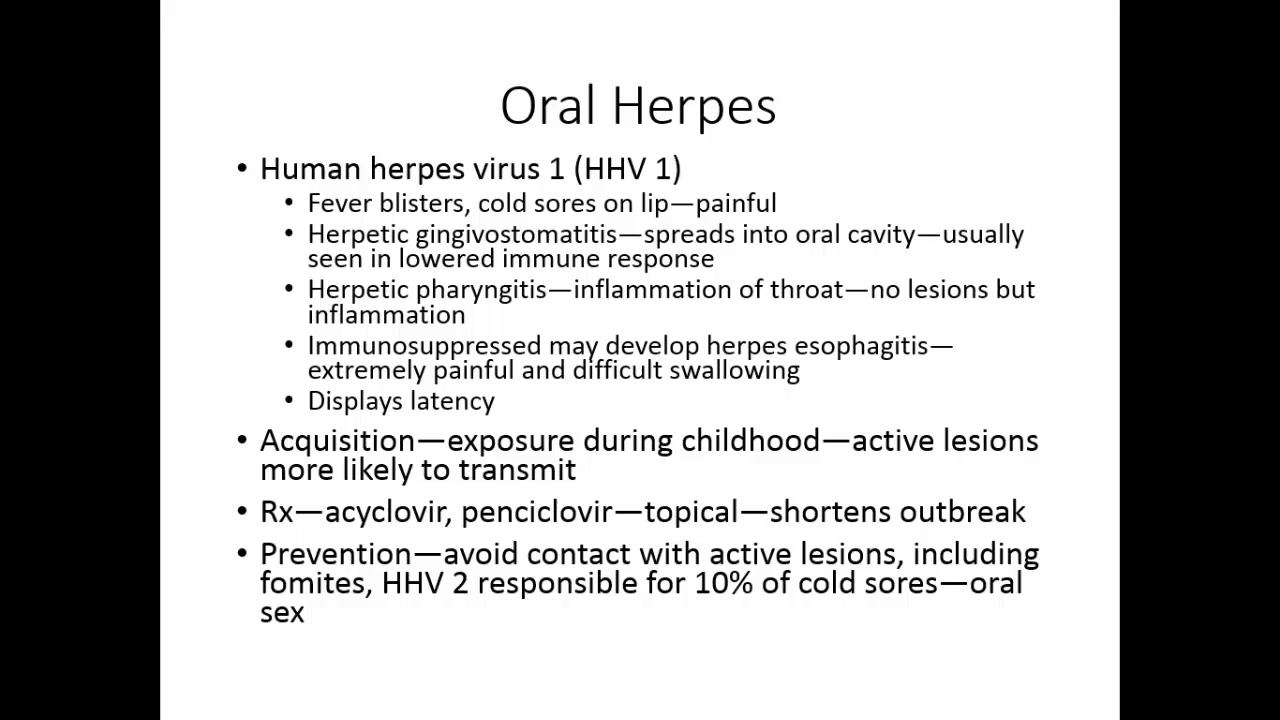 Oral Herpes
• Human herpes virus 1 (HHV 1)
• Fever blisters, cold sores on lip—painful
• Herpetic gingivostomatitis—spreads into oral cavity—usually
seen in lowered immune response
• Herpetic pharyngitis—inflammation of throat—no lesions but
inflammation
• Immunosuppressed may develop herpes esophagitis—
extremely painful and difficult swallowing
• Displays latency
• Acquisition—exposure during childhood—active lesions
more likely to transmit
• Rx—acyclovir, penciclovir—topical—shortens outbreak
• Prevention—avoid contact with active lesions, including
fomites, HHV 2 responsible for 10% of cold sores—oral
sex